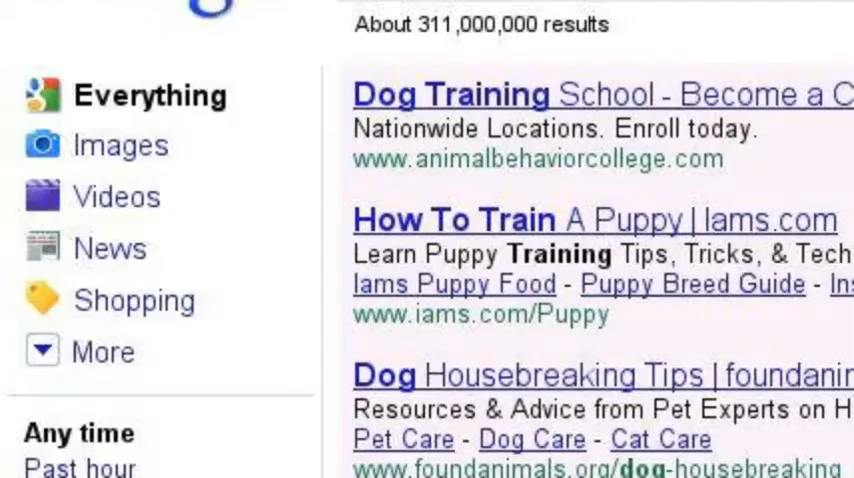 About 311,000,000 results
Everything
Images
Videos
News
Shopping
More
Any time
Past hour
Dog Training School - Become a C
Nationwide Locations. Enroll today.
www.animalbehaviorcollege.com
How To Train A Puppy | Iams.com
Learn Puppy Training Tips, Tricks, & Tech
Iams Puppy Food - Puppy Breed Guide - Ins
www.iams.com/Puppy
Dog Housebreaking Tips | foundanim
Resources & Advice from Pet Experts on H
Pet Care - Dog Care - Cat Care
www.foundanimals.org/dog-housebreaking